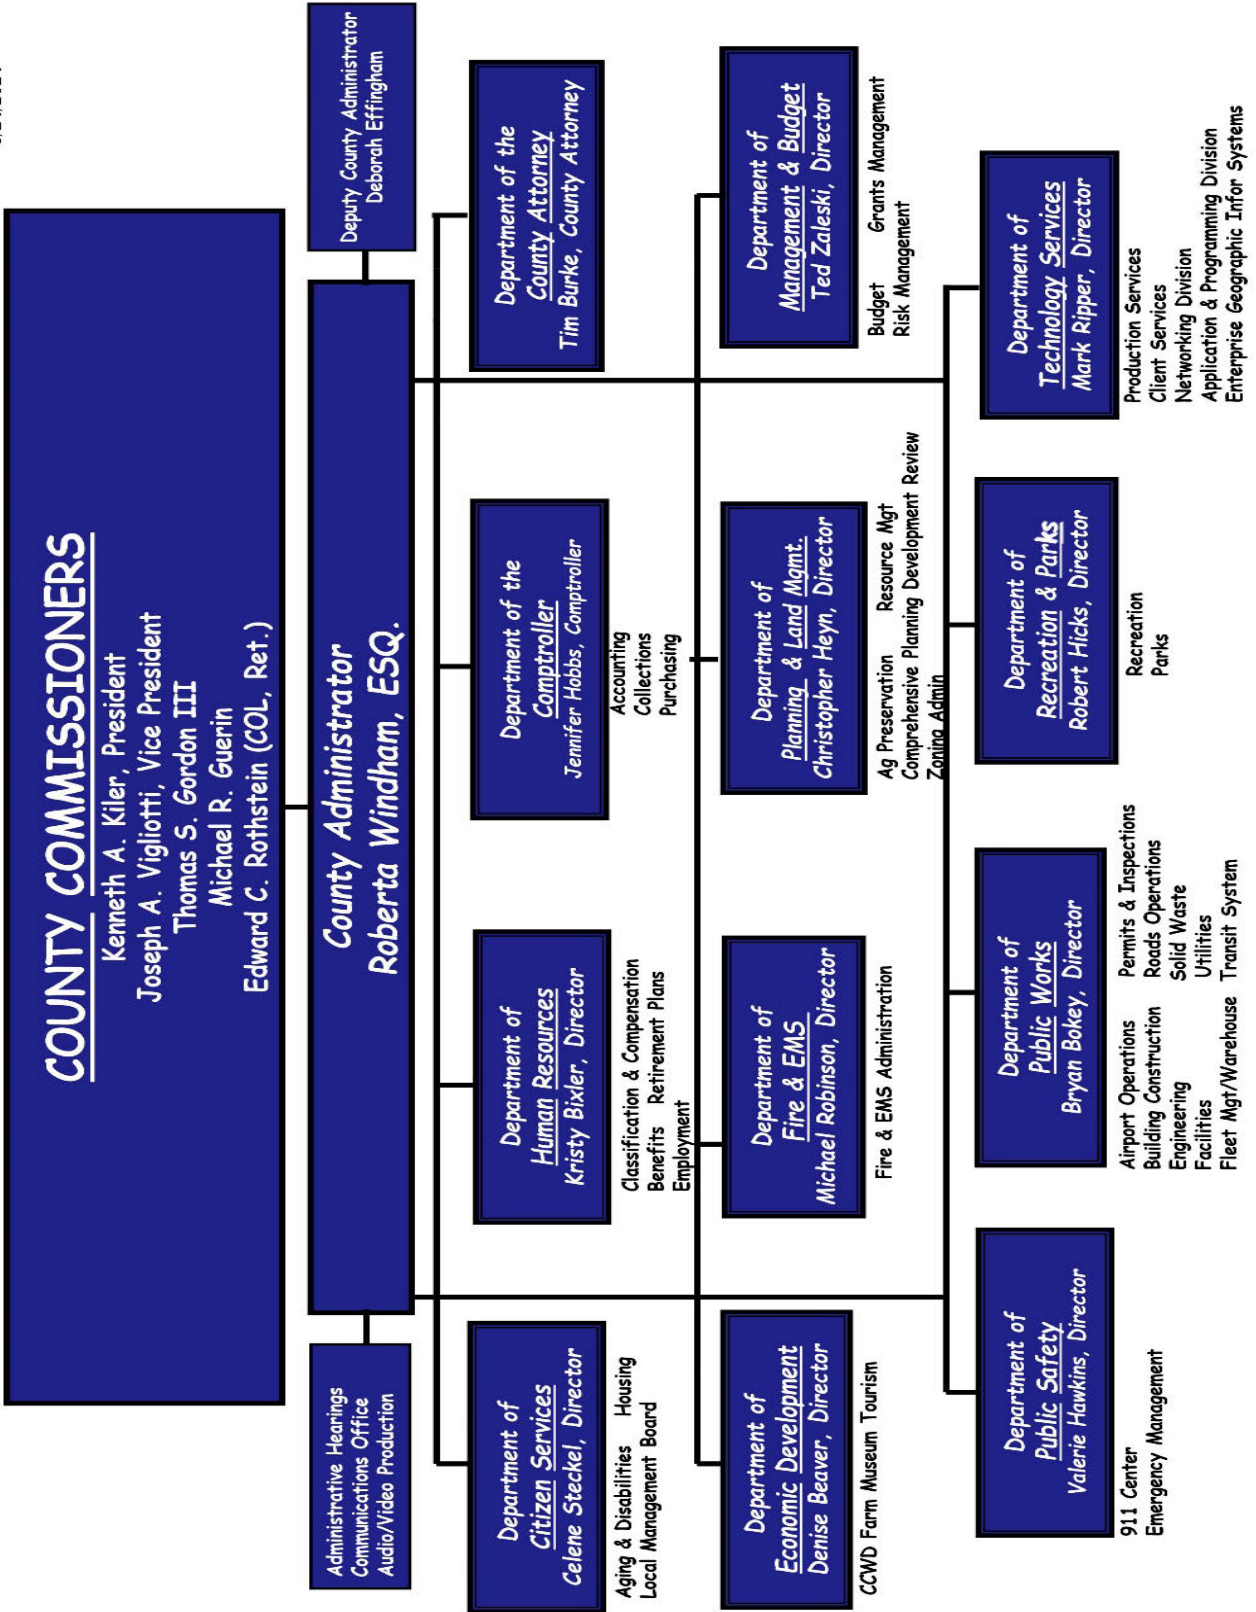 COUNTY COMMISSIONERS
Kenneth A. Kiler, President
Joseph A. Vigliotti, Vice President
Thomas S. Gordon III
Michael R. Guerin
Edward C. Rothstein (COL, Ret.)
Administrative Hearings
Communications Office
Audio/Video Production
County Administrator
Roberta Windham, ESQ.
Deputy County Administrator
Deborah Effingham
Department of
Citizen Services
Celene Steckel, Director
Aging & Disabilities Housing
Local Management Board
Department of
Human Resources
Kristy Bixler, Director
Classification & Compensation
Benefits Retirement Plans
Employment
Department of the
Comptroller
Jennifer Hobbs, Comptroller
Accounting
Collections
Purchasing
Department of the
County Attorney
Tim Burke, County Attorney
Department of
Economic Development
Denise Beaver, Director
CCWD Farm Museum Tourism
Department of
Fire & EMS
Michael Robinson, Director
Fire & EMS Administration
Department of
Planning & Land Mgmt.
Christopher Heyn, Director
Ag Preservation Resource Mgt
Comprehensive Planning Development Review
Zoning Admin
Department of
Management & Budget
Ted Zaleski, Director
Budget Grants Management
Risk Management
Department of
Public Safety
Valerie Hawkins, Director
911 Center
Emergency Management
Department of
Public Works
Bryan Bokey, Director
Airport Operations Permits & Inspections
Building Construction Roads Operations
Engineering Solid Waste
Facilities Utilities
Fleet Mgt/Warehouse Transit System
Department of
Recreation & Parks
Robert Hicks, Director
Recreation
Parks
Department of
Technology Services
Mark Ripper, Director
Production Services
Client Services
Networking Division
Application & Programming Division
Enterprise Geographic Infor Systems